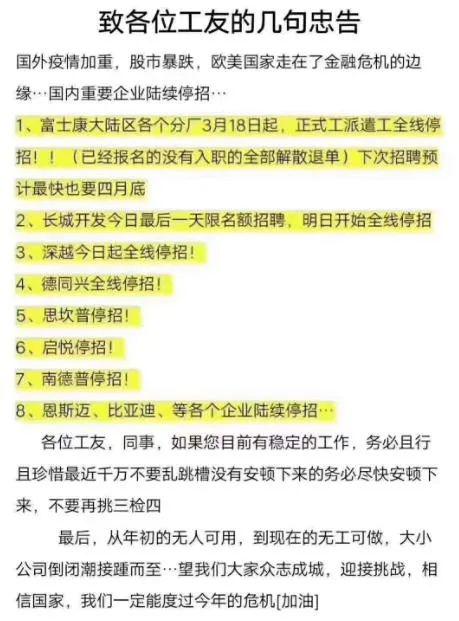 致各位工友的几句忠告
国外疫情加重，股市暴跌，欧美国家走在了金融危机的边
缘…国内重要企业陆续停招…
1、富士康大陆区各个分厂3月18日起，正式工派遣工全线停
招！！（已经报名的没有入职的全部解散退单）下次招聘预
计最快也要四月底
2、长城开发今日最后一天限名额招聘，明日开始全线停招
3、深越今日起全线停招！
4、德同兴全线停招！
5、思坎普停招！
6、启悦停招！
7、南德普停招！
8、恩斯迈、比亚迪、等各个企业陆续停招…
各位工友，同事，如果您目前有稳定的工作，务必且行
且珍惜最近千万不要乱跳槽没有安顿下来的务必尽快安顿下
来，不要再挑三检四
最后，从年初的无人可用，到现在的无工可做，大小
公司倒闭潮接踵而至…望我们大家众志成城，迎接挑战，相
信国家，我们一定能度过今年的危机[加油]